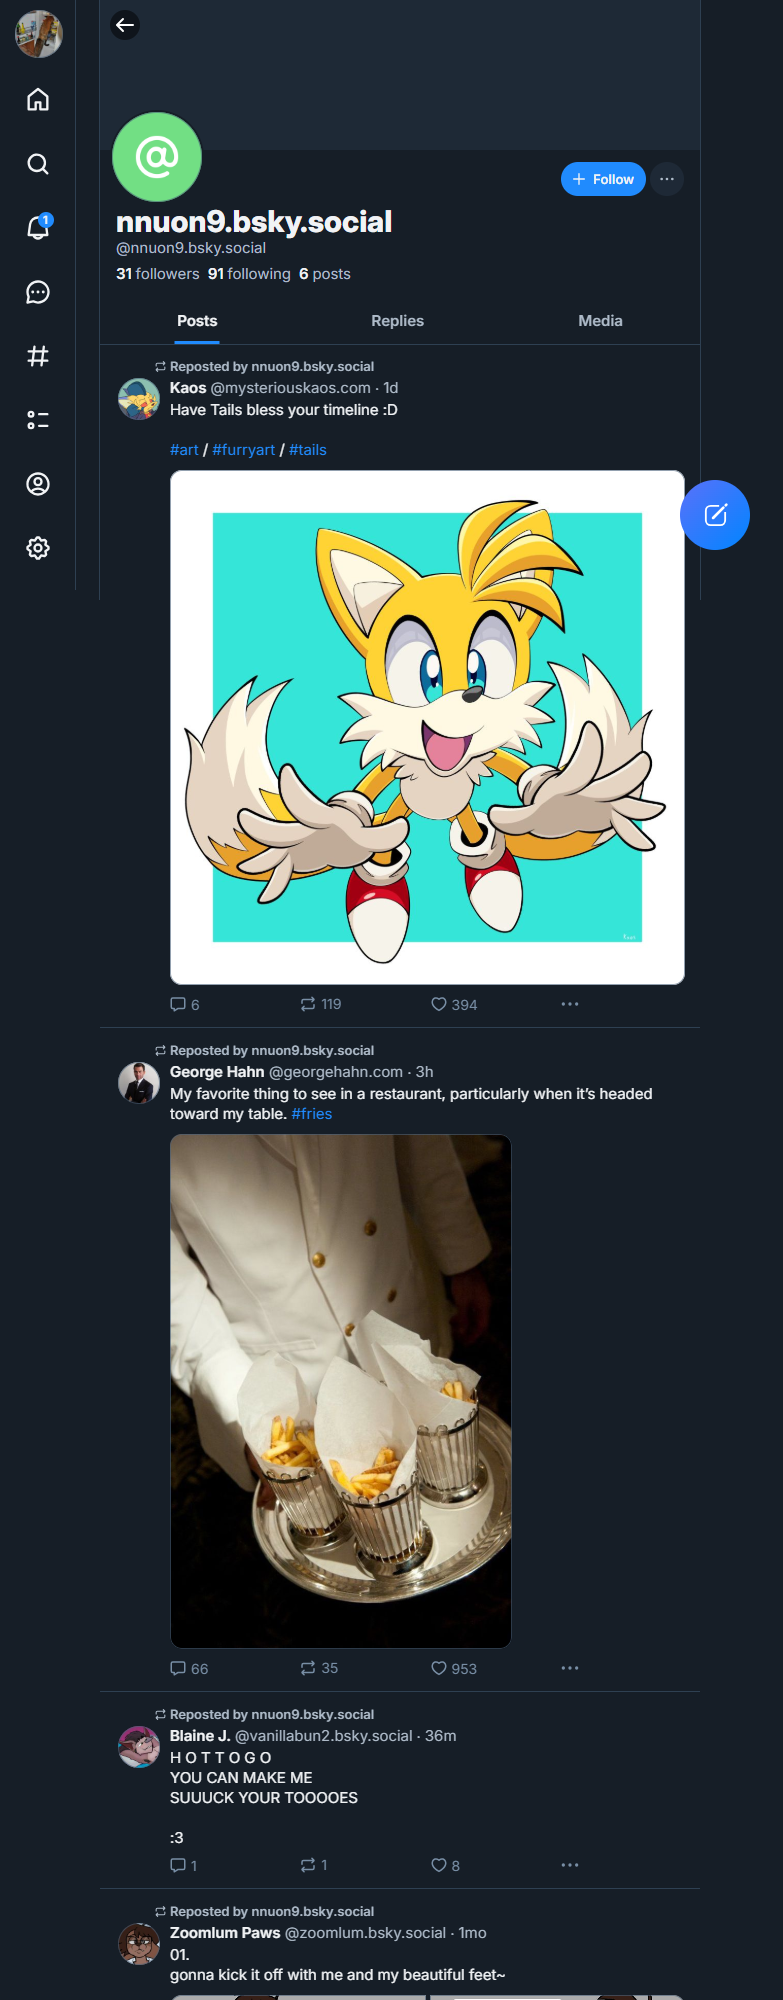 1
@
+ Follow
nnuon9.bsky.social
@nnuon9.bsky.social
31 followers 91 following 6 posts
Posts Replies Media
Reposted by nnuon9.bsky.social
Kaos @mysteriouskaos.com · 1d
Have Tails bless your timeline :D
#art / #furryart / #tails
6 119 394
Reposted by nnuon9.bsky.social
George Hahn @georgehahn.com · 3h
My favorite thing to see in a restaurant, particularly when it’s headed
toward my table. #fries
66 35 953
Reposted by nnuon9.bsky.social
Blaine J. @vanillabun2.bsky.social · 36m
H O T T O G O
YOU CAN MAKE ME
SUUUCK YOUR TOOOOES
:3
1 1 8
Reposted by nnuon9.bsky.social
Zoomlum Paws @zoomlum.bsky.social · 1mo
01.
gonna kick it off with me and my beautiful feet~